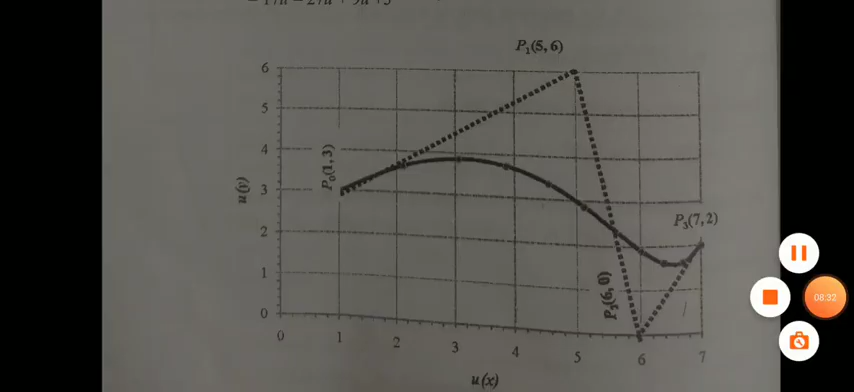 P₁(5, 6)
6
5
4
3
2
1
0
u(y)
P₀(1, 3)
P₃(7, 2)
P₂(6, 0)
0 1 2 3 4 5 6 7
u(x)
08:32